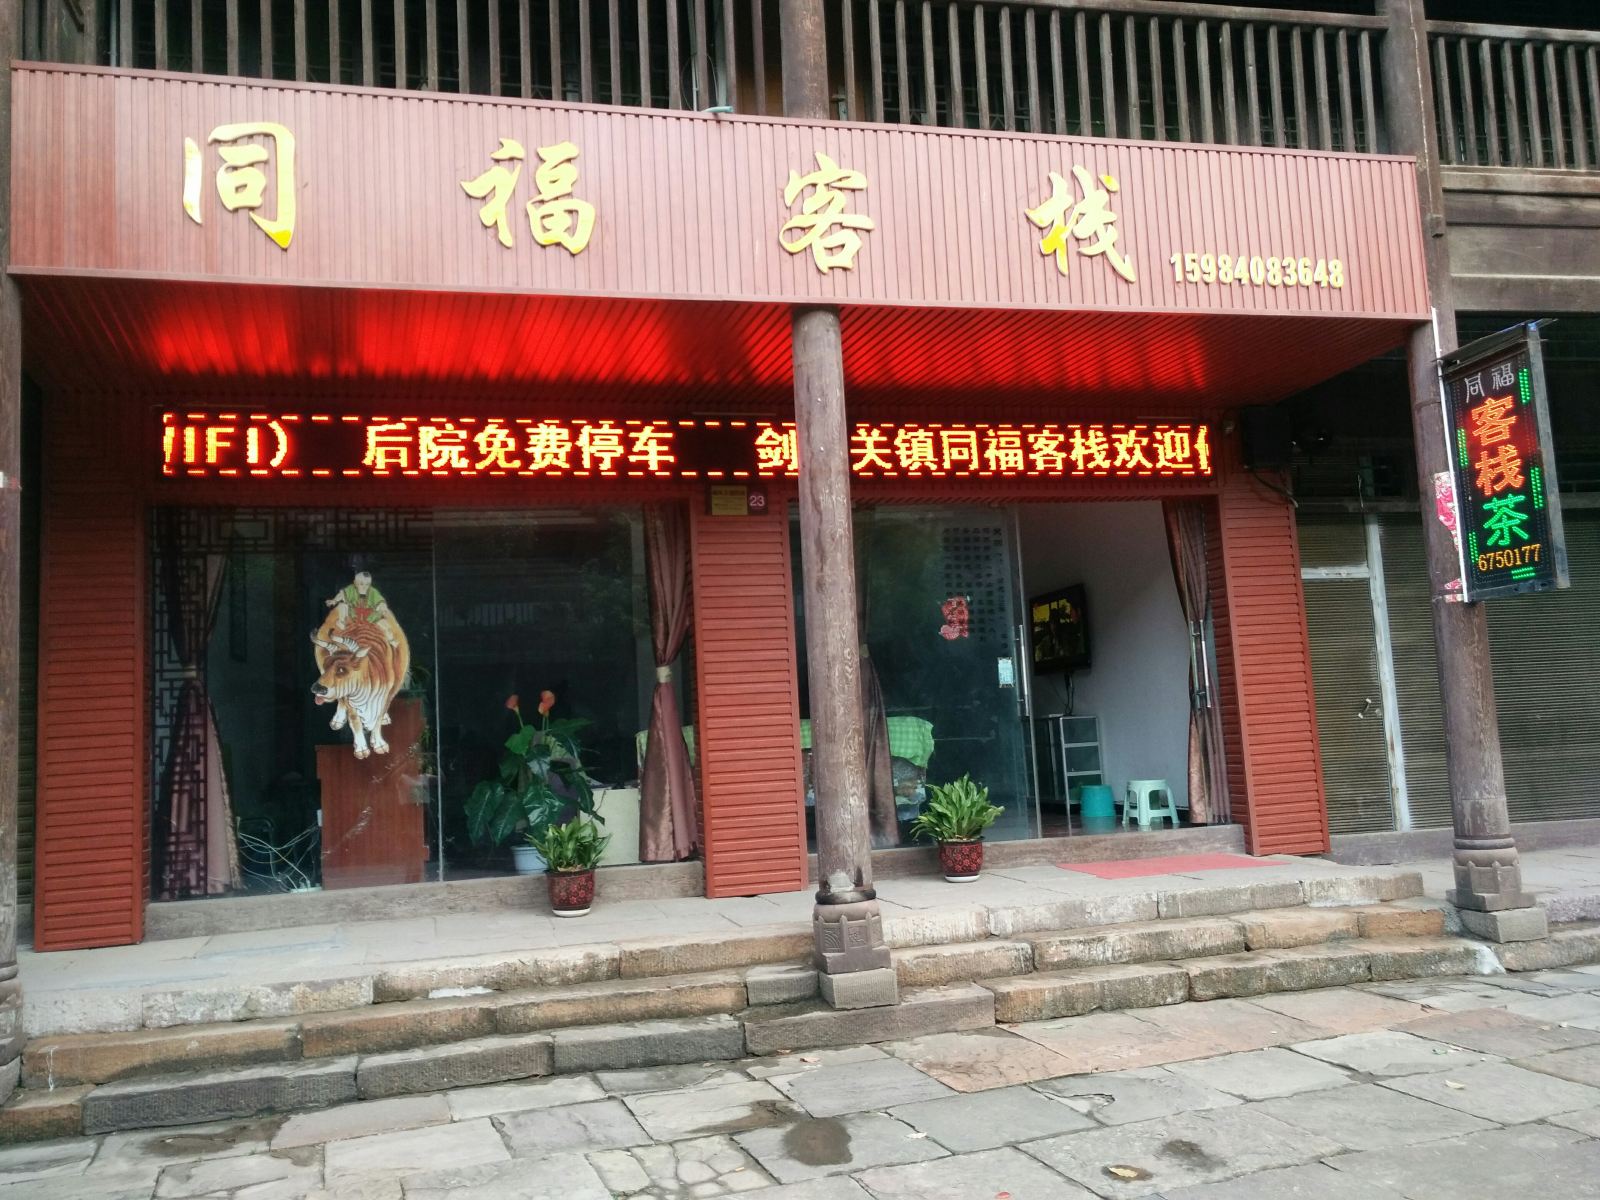 同福客栈
15984083648
WIFI） 后院免费停车 剑 关镇同福客栈欢迎
23
同福
客栈
茶
6750177